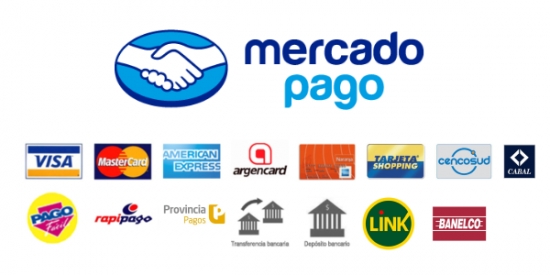 mercado
pago
VISA
MasterCard
AMERICAN
EXPRESS
argencard
Naranja
TARJETA
SHOPPING
cencosud
CABAL
PAGO
fácil
rapipago
Provincia
Pagos
Transferencia bancaria
$
Depósito bancario
LINK
BANELCO